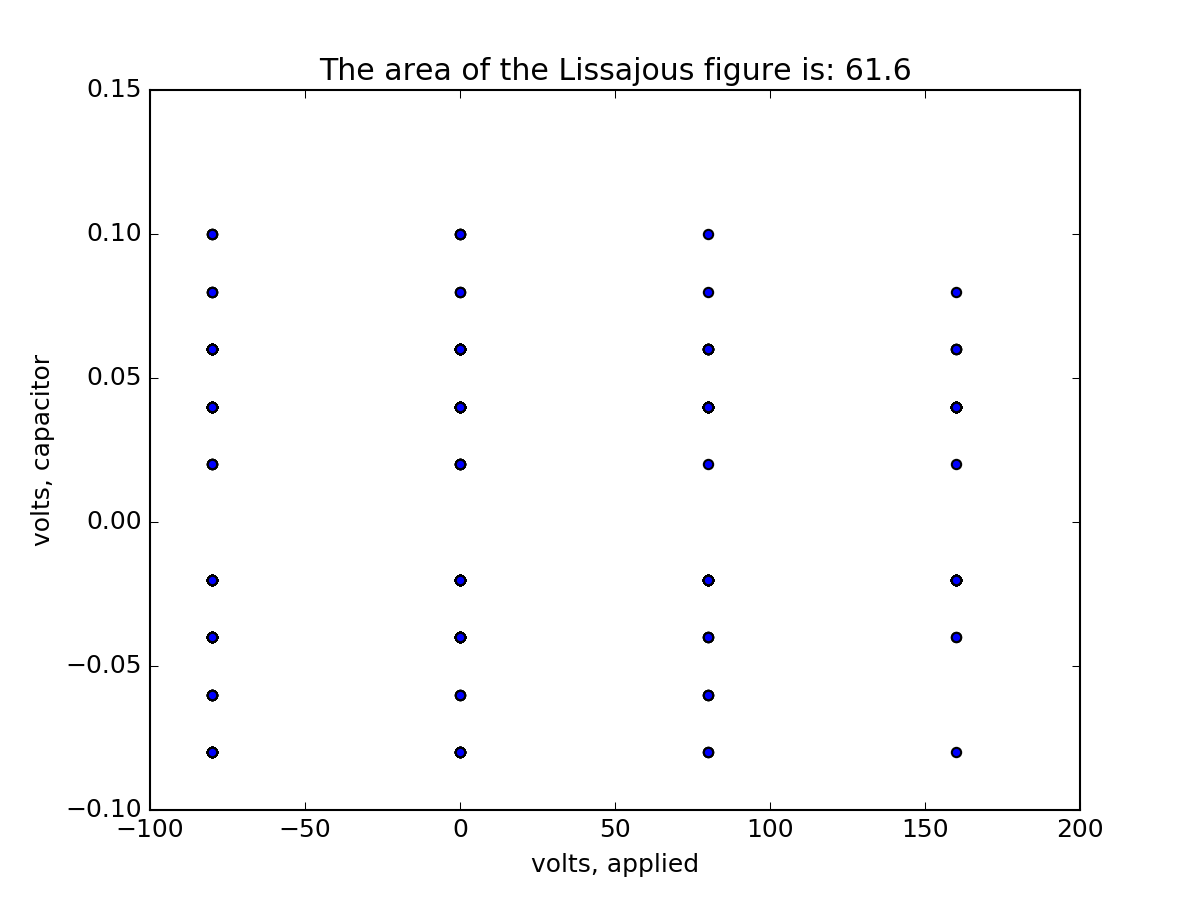 The area of the Lissajous figure is: 61.6
0.15
0.10
0.05
0.00
−0.05
−0.10
volts, capacitor
−100 −50 0 50 100 150 200
volts, applied